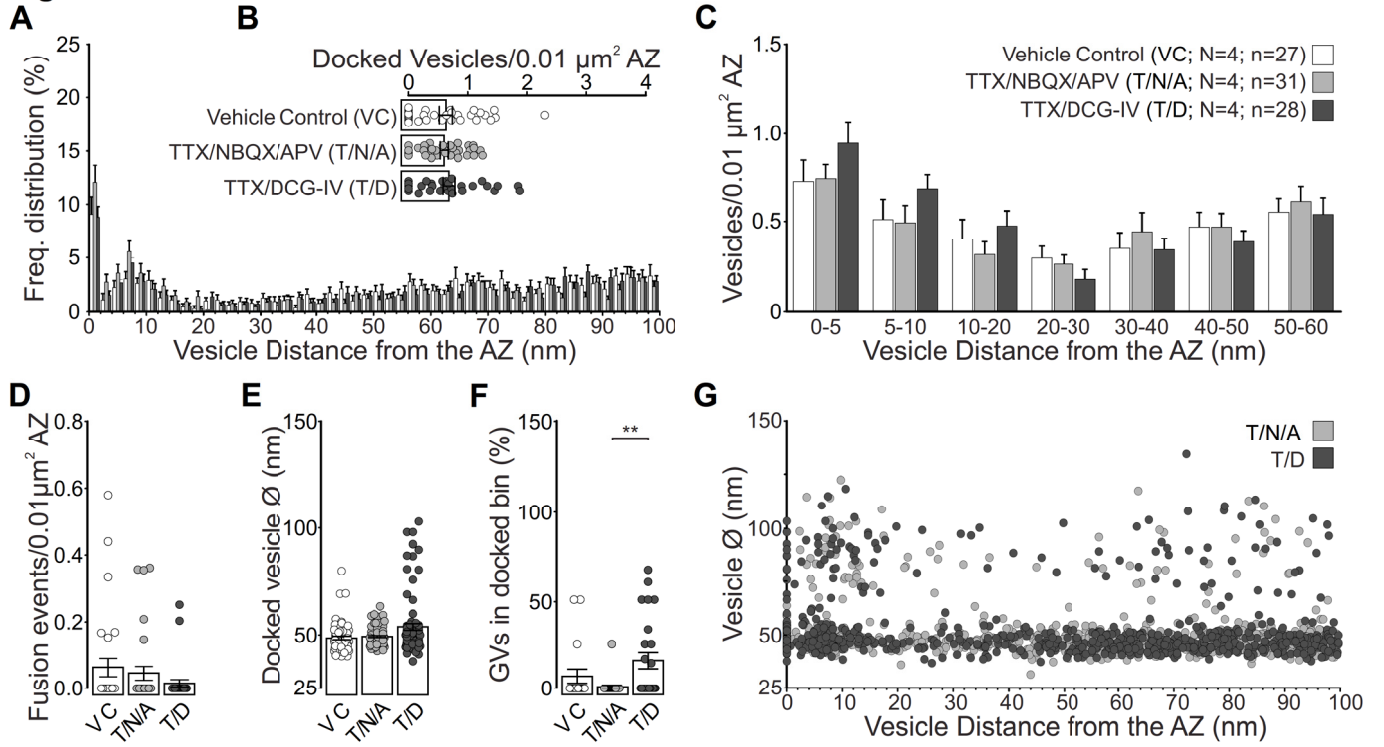 A
B
C
25
20
15
10
5
0
Freq. distribution (%)
0 10 20 30 40 50 60 70 80 90 100
Vesicle Distance from the AZ (nm)
Docked Vesicles/0.01 µm² AZ
0 1 2 3 4
Vehicle Control (VC)
TTX/NBQX/APV (T/N/A)
TTX/DCG-IV (T/D)
1.5
1.0
0.5
0
Vesicles/0.01 µm² AZ
Vehicle Control (VC; N=4; n=27)
TTX/NBQX/APV (T/N/A; N=4; n=31)
TTX/DCG-IV (T/D; N=4; n=28)
0-5 5-10 10-20 20-30 30-40 40-50 50-60
Vesicle Distance from the AZ (nm)
D
E
F
G
0.8
0.6
0.4
0.2
0.0
Fusion events/0.01µm² AZ
V C T/N/A T/D
150
100
50
25
Docked vesicle Ø (nm)
V C T/N/A T/D
150
100
50
0
GVs in docked bin (%)
**
V C T/N/A T/D
150
100
50
25
Vesicle Ø (nm)
T/N/A
T/D
0 10 20 30 40 50 60 70 80 90 100
Vesicle Distance from the AZ (nm)